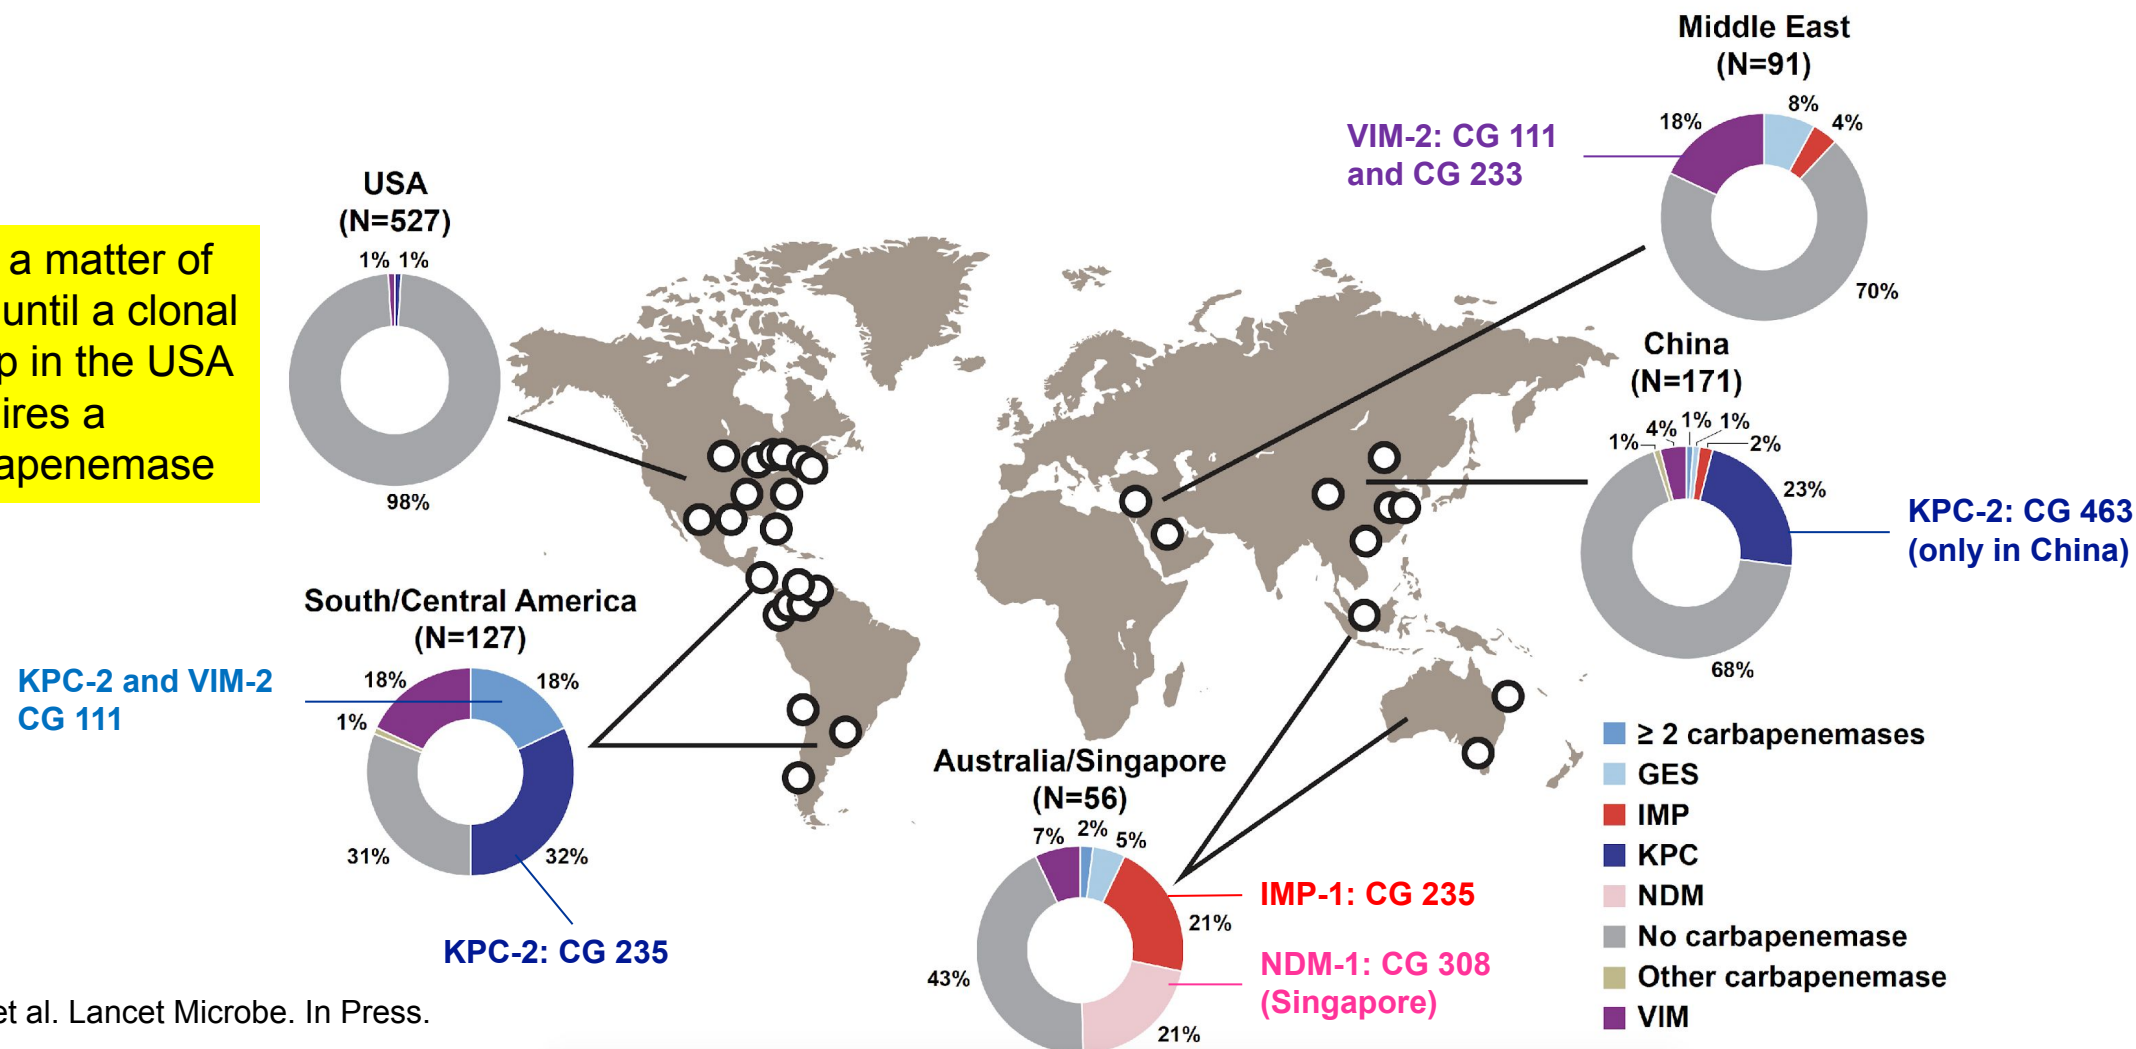 Middle East
(N=91)
8%
4%
18%
70%
VIM-2: CG 111
and CG 233
USA
(N=527)
1% 1%
98%
a matter of
until a clonal
p in the USA
ires a
apenemase
China
(N=171)
1%
4%
1%
1%
2%
23%
68%
KPC-2: CG 463
(only in China)
South/Central America
(N=127)
18%
18%
1%
31%
32%
KPC-2 and VIM-2
CG 111
KPC-2: CG 235
Australia/Singapore
(N=56)
7%
2%
5%
21%
43%
21%
IMP-1: CG 235
NDM-1: CG 308
(Singapore)
≥ 2 carbapenemases
GES
IMP
KPC
NDM
No carbapenemase
Other carbapenemase
VIM
et al. Lancet Microbe. In Press.